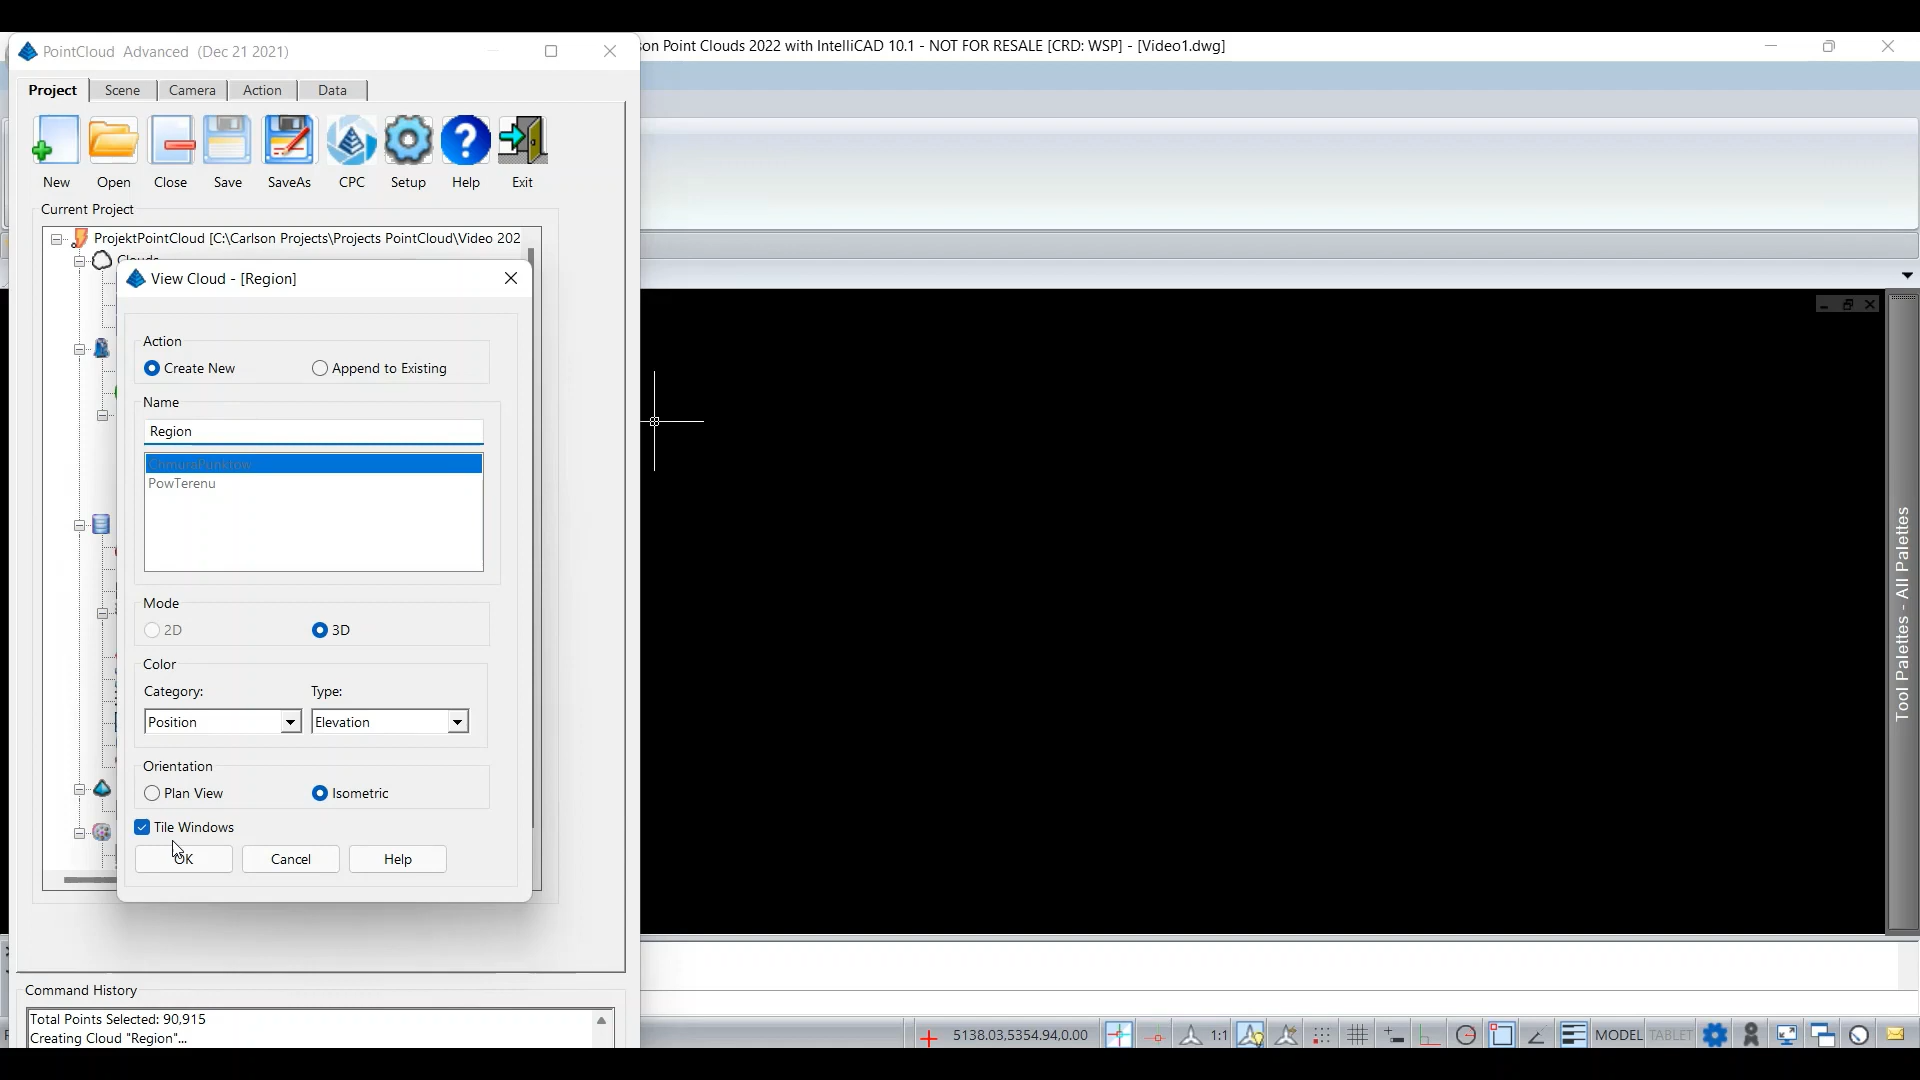 PointCloud Advanced (Dec 21 2021)
son Point Clouds 2022 with IntelliCAD 10.1 - NOT FOR RESALE [CRD: WSP] - [Video1.dwg]
Project Scene Camera Action Data
New Open Close Save SaveAs CPC Setup Help Exit
Current Project
ProjektPointCloud [C:\Carlson Projects\Projects PointCloud\Video 202
Clouds
View Cloud - [Region]
Action
Create New Append to Existing
Name
Region
ChmuraPunktow
PowTerenu
Mode
2D 3D
Color
Category: Type:
Position Elevation
Orientation
Plan View Isometric
Tile Windows
OK Cancel Help
Tool Palettes - All Palettes
Command History
Total Points Selected: 90,915
Creating Cloud "Region"...
5138.03,5354.94,0.00 1:1 MODEL TABLET